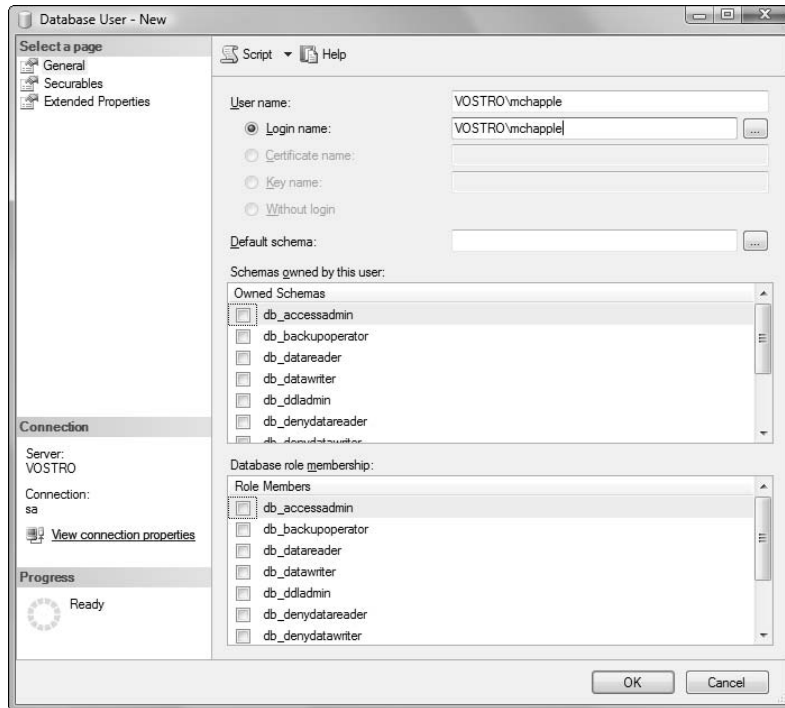 Database User - New
Select a page
General
Securables
Extended Properties
Script Help
User name: VOSTRO\mchapple
Login name: VOSTRO\mchapple ...
Certificate name:
Key name:
Without login
Default schema: ...
Schemas owned by this user:
Owned Schemas
db_accessadmin
db_backupoperator
db_datareader
db_datawriter
db_ddladmin
db_denydatareader
db_denydatawriter
Database role membership:
Role Members
db_accessadmin
db_backupoperator
db_datareader
db_datawriter
db_ddladmin
db_denydatareader
db_denydatawriter
Connection
Server:
VOSTRO
Connection:
sa
View connection properties
Progress
Ready
OK Cancel